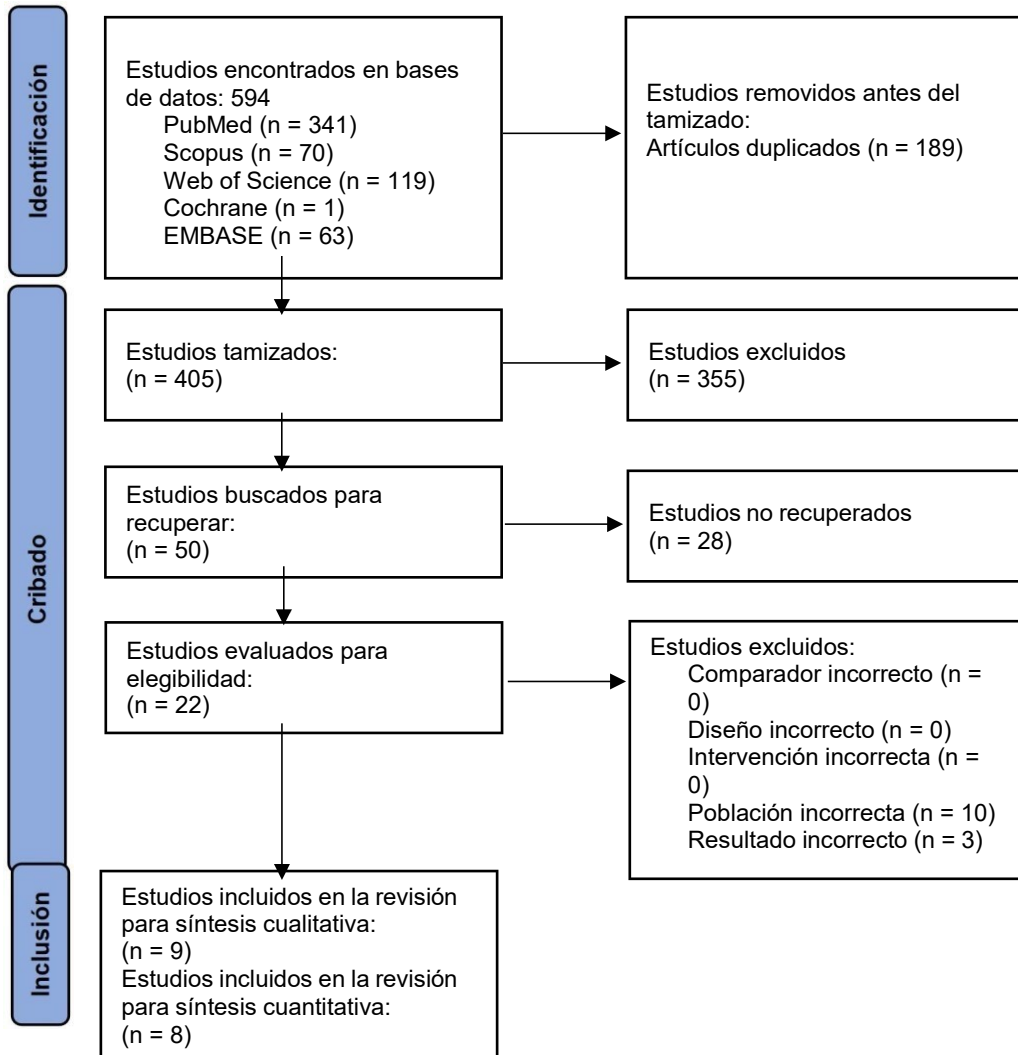 Identificación
Estudios encontrados en bases
de datos: 594
PubMed (n = 341)
Scopus (n = 70)
Web of Science (n = 119)
Cochrane (n = 1)
EMBASE (n = 63)
Estudios removidos antes del
tamizado:
Artículos duplicados (n = 189)
Cribado
Estudios tamizados:
(n = 405)
Estudios excluidos
(n = 355)
Estudios buscados para
recuperar:
(n = 50)
Estudios no recuperados
(n = 28)
Estudios evaluados para
elegibilidad:
(n = 22)
Estudios excluidos:
Comparador incorrecto (n =
0)
Diseño incorrecto (n = 0)
Intervención incorrecta (n =
0)
Población incorrecta (n = 10)
Resultado incorrecto (n = 3)
Inclusión
Estudios incluidos en la revisión
para síntesis cualitativa:
(n = 9)
Estudios incluidos en la revisión
para síntesis cuantitativa:
(n = 8)